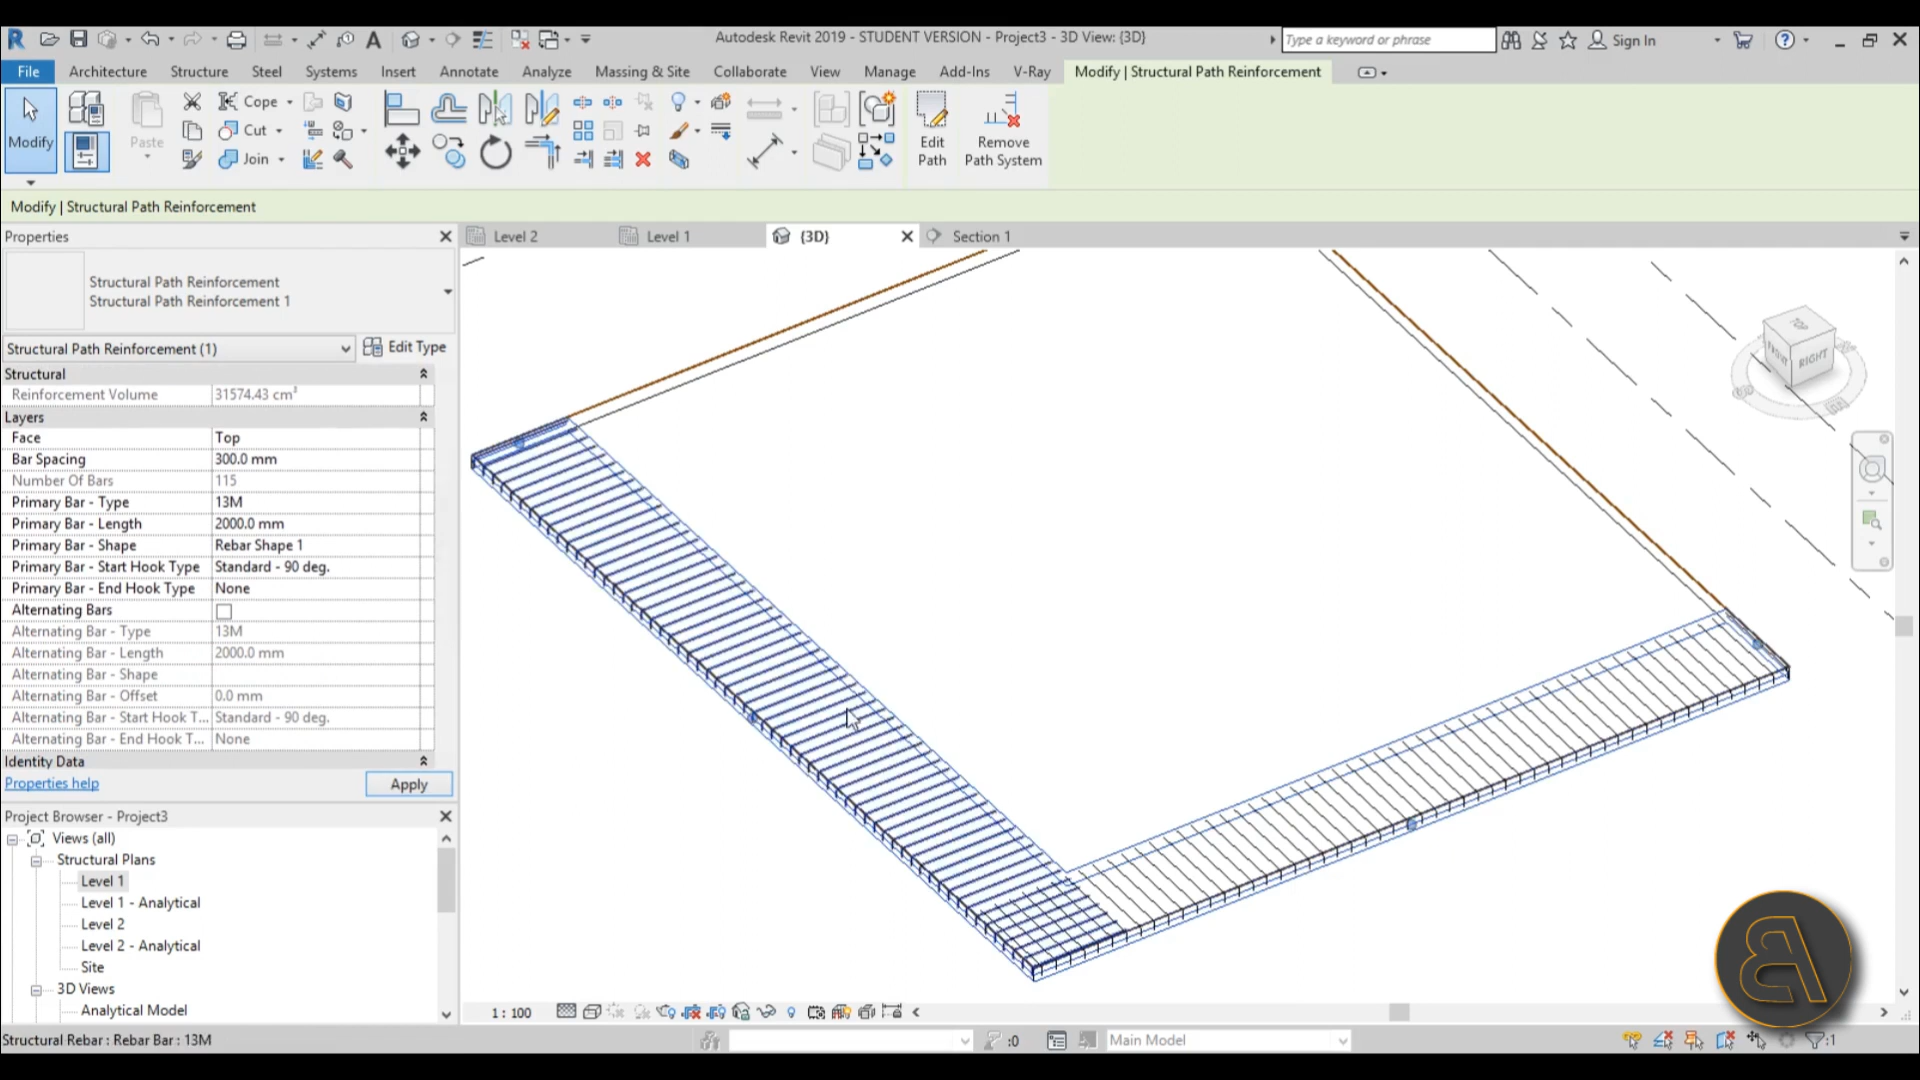 Autodesk Revit 2019 - STUDENT VERSION - Project3 - 3D View: {3D}
Type a keyword or phrase
Sign In
File
Architecture
Structure
Steel
Systems
Insert
Annotate
Analyze
Massing & Site
Collaborate
View
Manage
Add-Ins
V-Ray
Modify | Structural Path Reinforcement
Modify
Paste
Cope
Cut
Join
Edit
Path
Remove
Path System
Modify | Structural Path Reinforcement
Properties
Level 2
Level 1
{3D}
Section 1
Structural Path Reinforcement
Structural Path Reinforcement 1
Structural Path Reinforcement (1)
Edit Type
Structural
Reinforcement Volume 31574.43 cm³
Layers
Face Top
Bar Spacing 300.0 mm
Number Of Bars 115
Primary Bar - Type 13M
Primary Bar - Length 2000.0 mm
Primary Bar - Shape Rebar Shape 1
Primary Bar - Start Hook Type Standard - 90 deg.
Primary Bar - End Hook Type None
Alternating Bars
Alternating Bar - Type 13M
Alternating Bar - Length 2000.0 mm
Alternating Bar - Shape
Alternating Bar - Offset 0.0 mm
Alternating Bar - Start Hook T... Standard - 90 deg.
Alternating Bar - End Hook T... None
Identity Data
Properties help
Apply
TOP
FRONT
RIGHT
Project Browser - Project3
Views (all)
Structural Plans
Level 1
Level 1 - Analytical
Level 2
Level 2 - Analytical
Site
3D Views
Analytical Model
1 : 100
Structural Rebar : Rebar Bar : 13M
:0
Main Model
:1